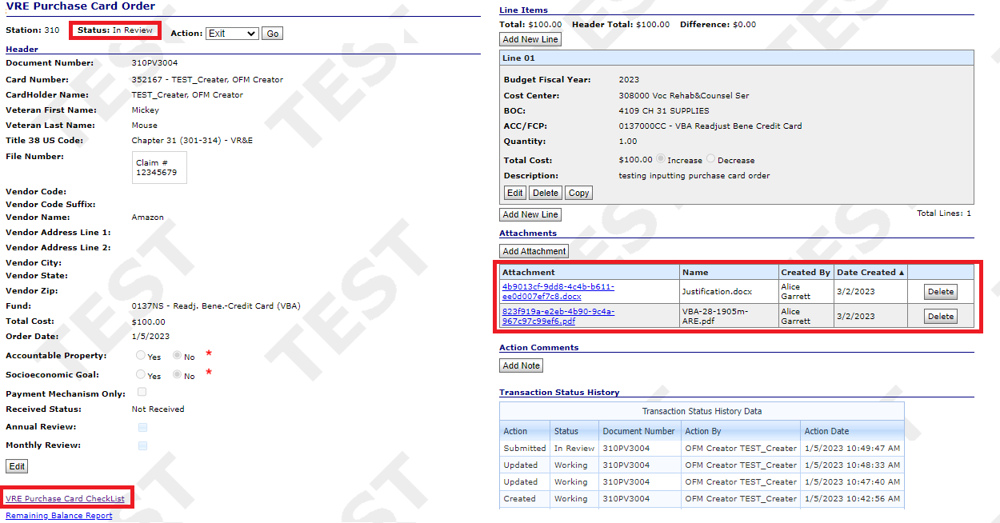 VRE Purchase Card Order
Station: 310 Status: In Review Action: Exit Go
Header
Document Number: 310PV3004
Card Number: 352167 - TEST_Creater, OFM Creator
CardHolder Name: TEST_Creater, OFM Creator
Veteran First Name: Mickey
Veteran Last Name: Mouse
Title 38 US Code: Chapter 31 (301-314) - VR&E
File Number: Claim #
12345679
Vendor Code:
Vendor Code Suffix:
Vendor Name: Amazon
Vendor Address Line 1:
Vendor Address Line 2:
Vendor City:
Vendor State:
Vendor Zip:
Fund: 0137NS - Readj. Bene.-Credit Card (VBA)
Total Cost: $100.00
Order Date: 1/5/2023
Accountable Property: Yes No *
Socioeconomic Goal: Yes No *
Payment Mechanism Only:
Received Status: Not Received
Annual Review:
Monthly Review:
Edit
VRE Purchase Card CheckList
Remaining Balance Report
Line Items
Total: $100.00 Header Total: $100.00 Difference: $0.00
Add New Line
Line 01
Budget Fiscal Year: 2023
Cost Center: 308000 Voc Rehab&Counsel Ser
BOC: 4109 CH 31 SUPPLIES
ACC/FCP: 0137000CC - VBA Readjust Bene Credit Card
Quantity: 1.00
Total Cost: $100.00 Increase Decrease
Description: testing inputting purchase card order
Edit Delete Copy
Add New Line Total Lines: 1
Attachments
Add Attachment
Attachment Name Created By Date Created ▲
4b9013cf-9dd8-4c4b-b611-
ee0d007ef7c8.docx Justification.docx Alice
Garrett 3/2/2023 Delete
823f919a-e2eb-4b90-9c4a-
967c97c99ef6.pdf VBA-28-1905m-
ARE.pdf Alice
Garrett 3/2/2023 Delete
Action Comments
Add Note
Transaction Status History
Transaction Status History Data
Action Status Document Number Action By Action Date
Submitted In Review 310PV3004 OFM Creator TEST_Creater 1/5/2023 10:49:47 AM
Updated Working 310PV3004 OFM Creator TEST_Creater 1/5/2023 10:48:33 AM
Updated Working 310PV3004 OFM Creator TEST_Creater 1/5/2023 10:47:40 AM
Created Working 310PV3004 OFM Creator TEST_Creater 1/5/2023 10:42:56 AM
TEST
TEST
TEST
TEST
TEST
TEST